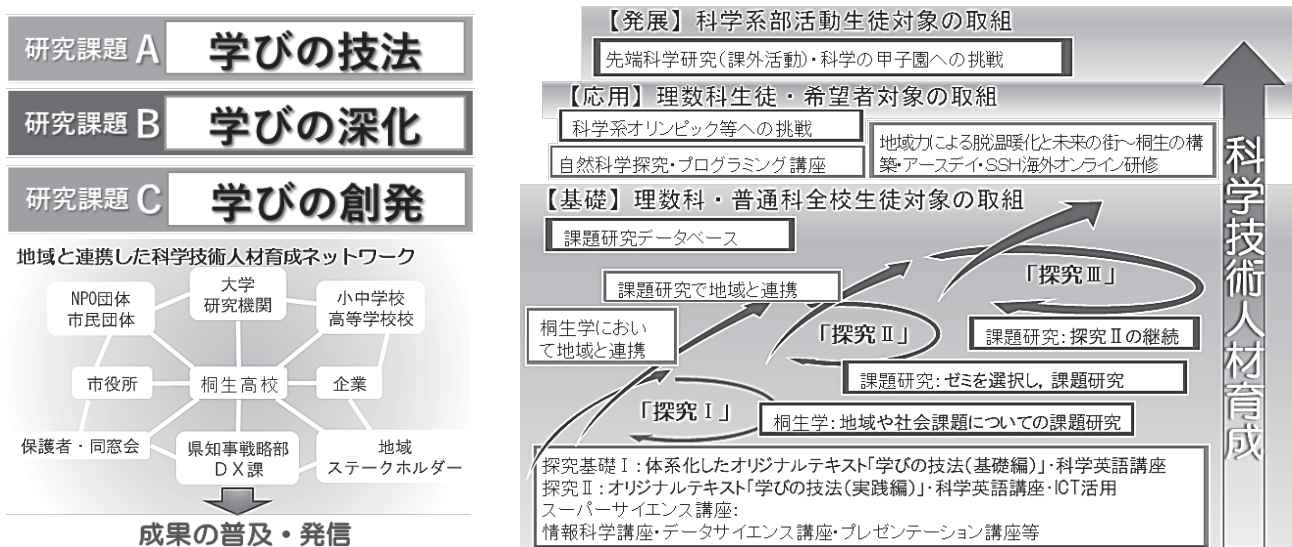 研究課題 A 学びの技法
研究課題 B 学びの深化
研究課題 C 学びの創発
地域と連携した科学技術人材育成ネットワーク
NPO団体
市民団体
大学
研究機関
小中学校
高等学校校
市役所
桐生高校
企業
保護者・同窓会
県知事戦略部
DX課
地域
ステークホルダー
成果の普及・発信
【発展】科学系部活動生徒対象の取組
先端科学研究(課外活動)・科学の甲子園への挑戦
【応用】理数科生徒・希望者対象の取組
科学系オリンピック等への挑戦
自然科学探究・プログラミング講座
地域力による脱温暖化と未来の街～桐生の構
築・アースデイ・SSH海外オンライン研修
【基礎】理数科・普通科全校生徒対象の取組
課題研究データベース
課題研究で地域と連携
桐生学におい
て地域と連携
「探究Ⅲ」
課題研究：探究Ⅱの継続
「探究Ⅱ」
課題研究：ゼミを選択し，課題研究
「探究Ⅰ」
桐生学：地域や社会課題についての課題研究
探究基礎Ⅰ：体系化したオリジナルテキスト「学びの技法(基礎編)」・科学英語講座
探究Ⅱ：オリジナルテキスト「学びの技法(実践編)」・科学英語講座・ICT活用
スーパーサイエンス講座：
情報科学講座・データサイエンス講座・プレゼンテーション講座等
科学技術人材育成